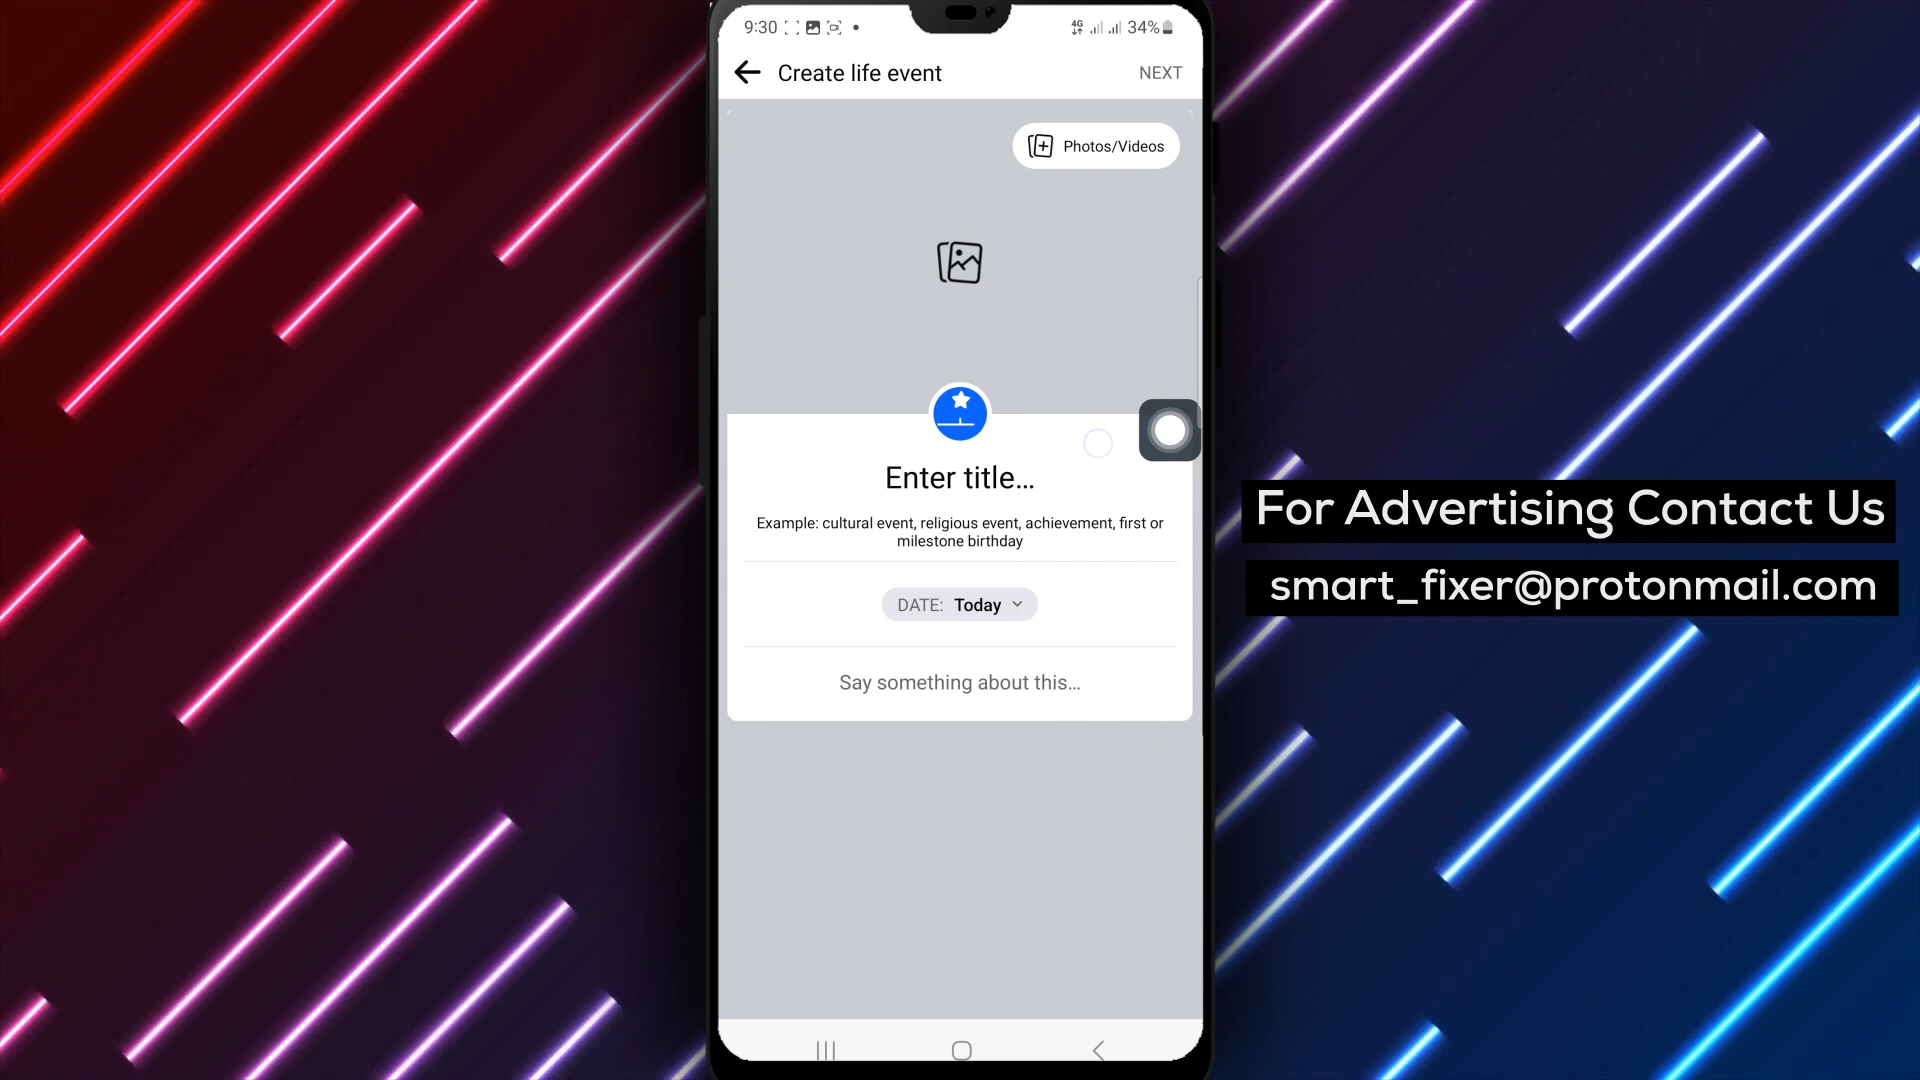 9:30
4G
34%
Create life event
NEXT
Photos/Videos
Enter title...
Example: cultural event, religious event, achievement, first or
milestone birthday
DATE: Today
Say something about this...
For Advertising Contact Us
smart_fixer@protonmail.com